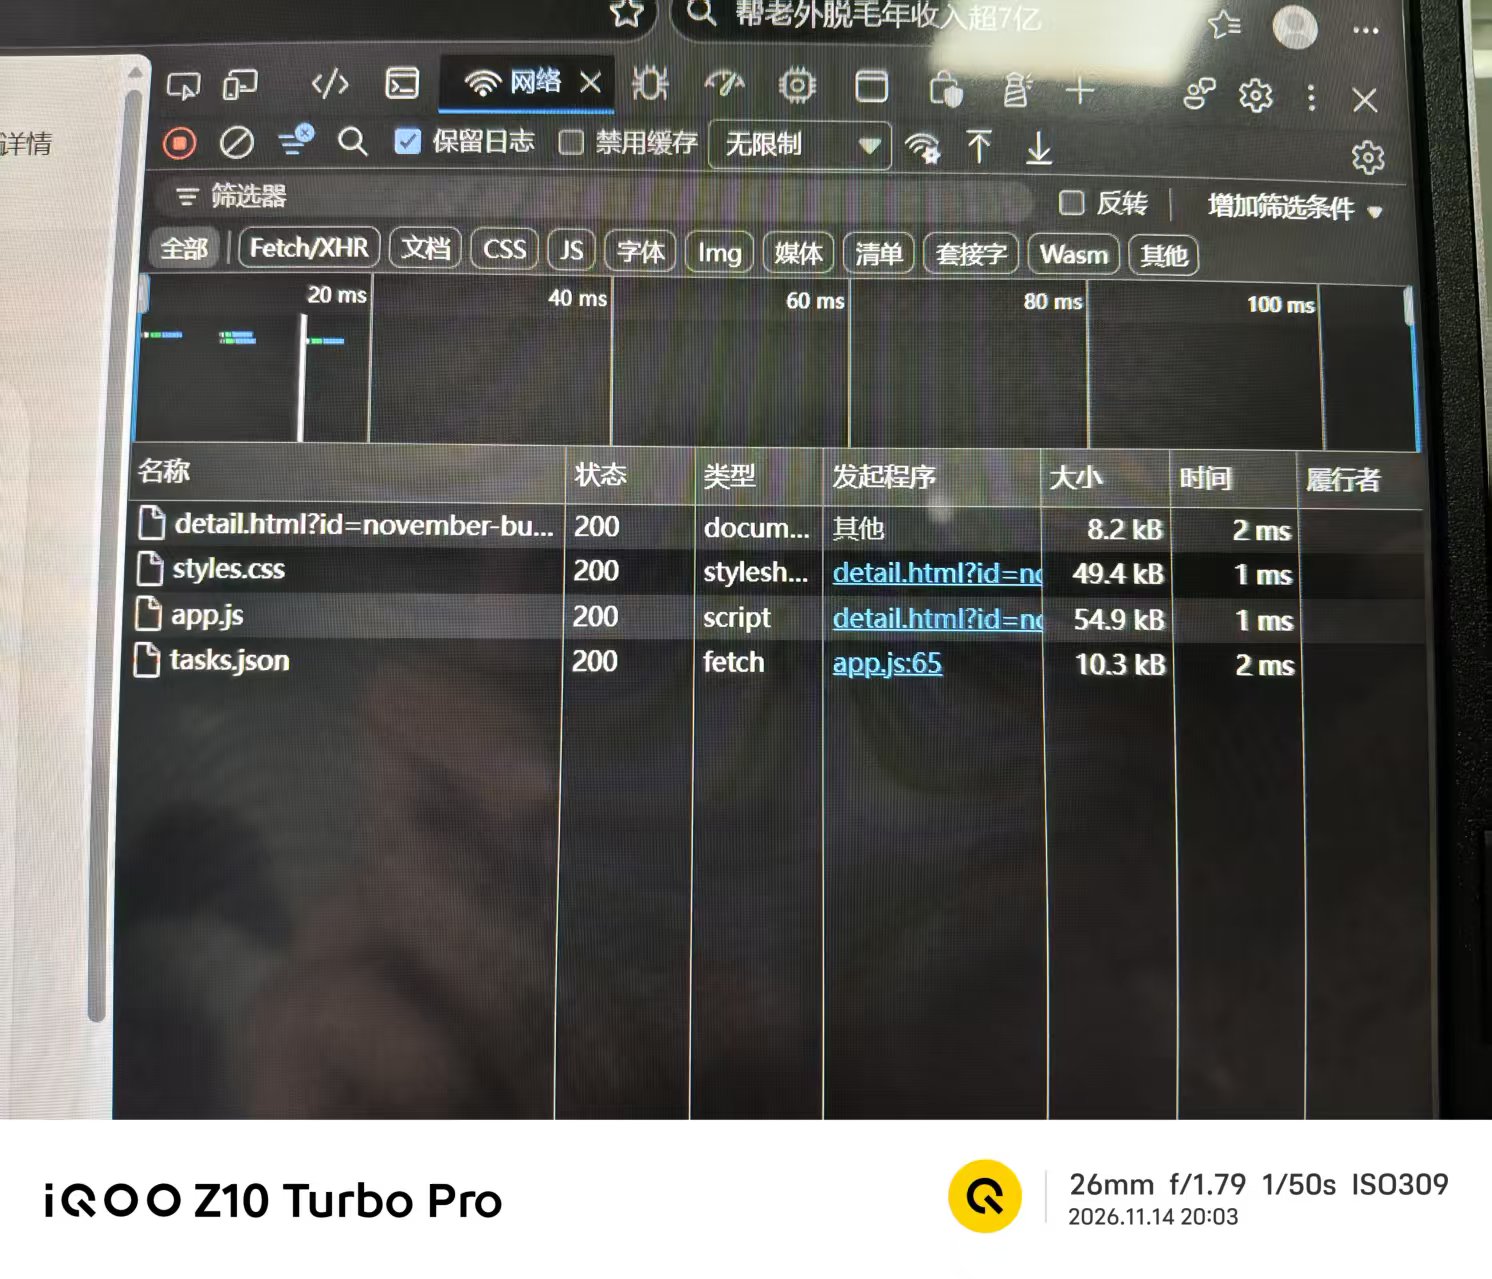 帮老外脱毛年收入超7亿
网络
详情
保留日志 禁用缓存 无限制
筛选器 反转 增加筛选条件
全部 Fetch/XHR 文档 CSS JS 字体 Img 媒体 清单 套接字 Wasm 其他
20 ms 40 ms 60 ms 80 ms 100 ms
名称 状态 类型 发起程序 大小 时间 履行者
detail.html?id=november-bu... 200 docum... 其他 8.2 kB 2 ms
styles.css 200 stylesh... detail.html?id=no 49.4 kB 1 ms
app.js 200 script detail.html?id=no 54.9 kB 1 ms
tasks.json 200 fetch app.js:65 10.3 kB 2 ms
iQOO Z10 Turbo Pro
26mm f/1.79 1/50s ISO309
2026.11.14 20:03